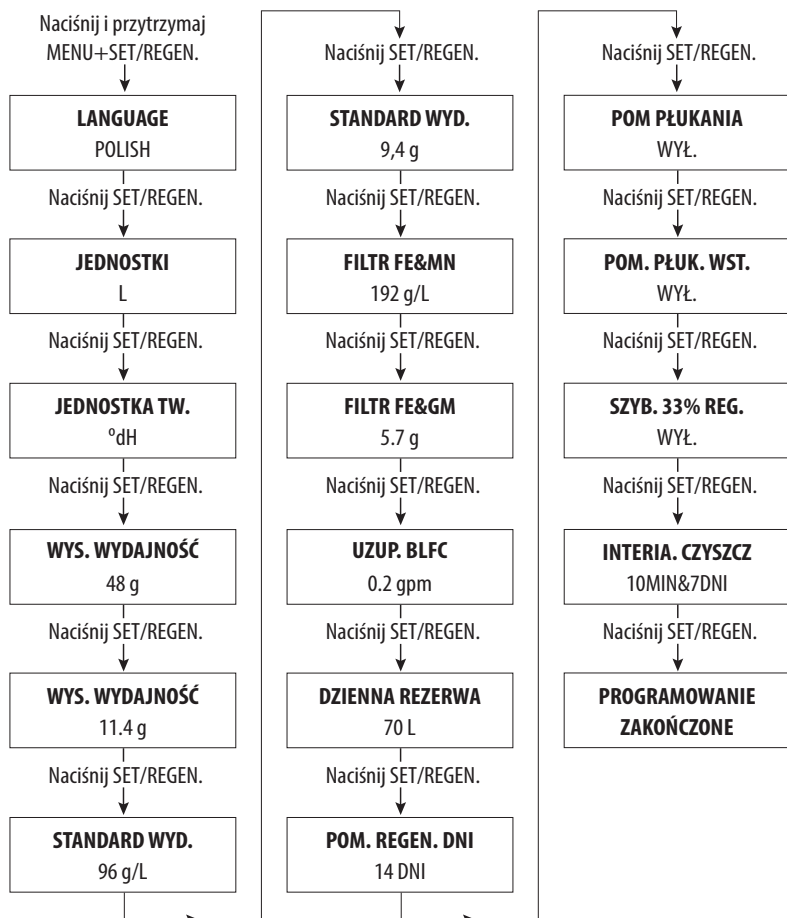 Naciśnij i przytrzymaj
MENU+SET/REGEN.
LANGUAGE
POLISH
Naciśnij SET/REGEN.
JEDNOSTKI
L
Naciśnij SET/REGEN.
JEDNOSTKA TW.
ºdH
Naciśnij SET/REGEN.
WYS. WYDAJNOŚĆ
48 g
Naciśnij SET/REGEN.
WYS. WYDAJNOŚĆ
11.4 g
Naciśnij SET/REGEN.
STANDARD WYD.
96 g/L
Naciśnij SET/REGEN.
STANDARD WYD.
9,4 g
Naciśnij SET/REGEN.
FILTR FE&MN
192 g/L
Naciśnij SET/REGEN.
FILTR FE&GM
5.7 g
Naciśnij SET/REGEN.
UZUP. BLFC
0.2 gpm
Naciśnij SET/REGEN.
DZIENNA REZERWA
70 L
Naciśnij SET/REGEN.
POM. REGEN. DNI
14 DNI
Naciśnij SET/REGEN.
POM PŁUKANIA
WYŁ.
Naciśnij SET/REGEN.
POM. PŁUK. WST.
WYŁ.
Naciśnij SET/REGEN.
SZYB. 33% REG.
WYŁ.
Naciśnij SET/REGEN.
INTERIA. CZYSZCZ
10MIN&7DNI
Naciśnij SET/REGEN.
PROGRAMOWANIE
ZAKOŃCZONE